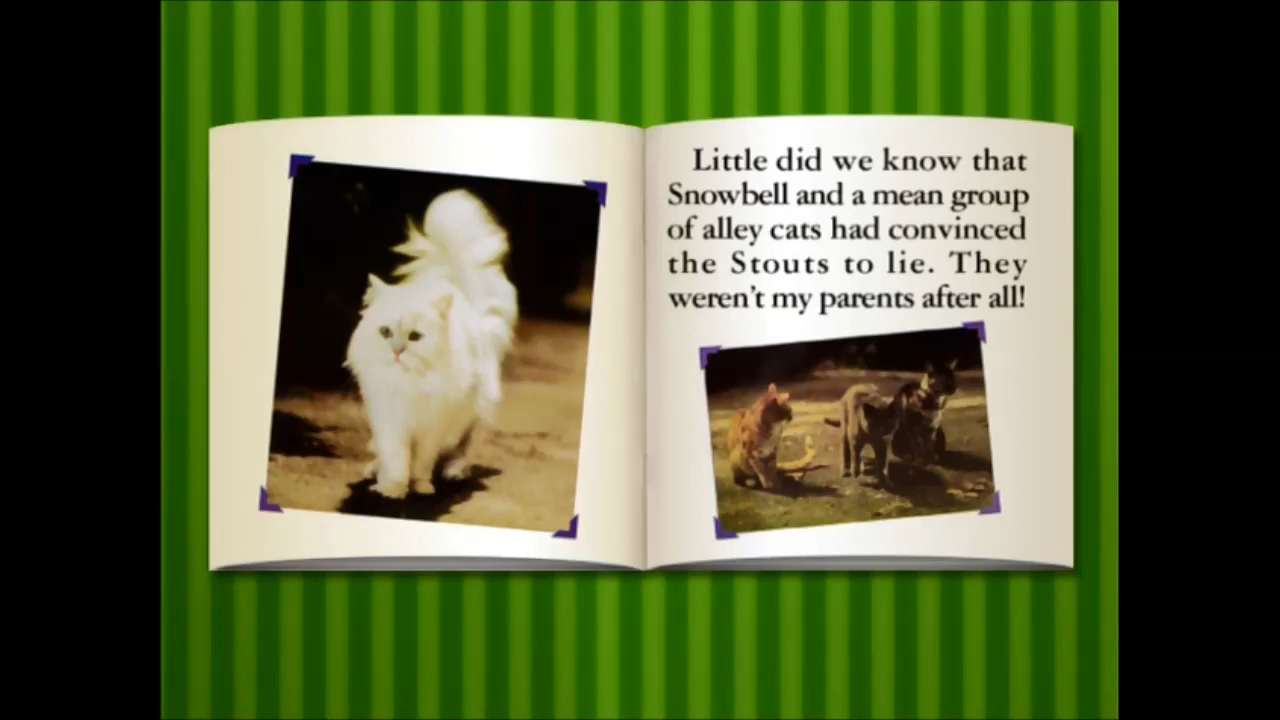 Little did we know that
Snowbell and a mean group
of alley cats had convinced
the Stouts to lie. They
weren't my parents after all!